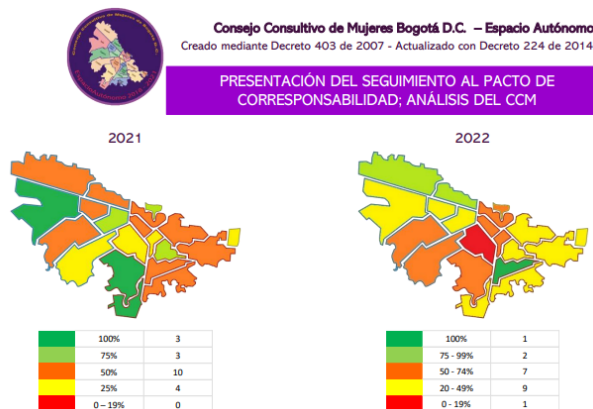 Consejo Consultivo de Mujeres Bogotá D.C. – Espacio Autónomo
Creado mediante Decreto 403 de 2007 - Actualizado con Decreto 224 de 2014
PRESENTACIÓN DEL SEGUIMIENTO AL PACTO DE
CORRESPONSABILIDAD; ANÁLISIS DEL CCM
2021
2022
100% 3
75% 3
50% 10
25% 4
0 – 19% 0
100% 1
75 - 99% 2
50 - 74% 7
20 - 49% 9
0 - 19% 1